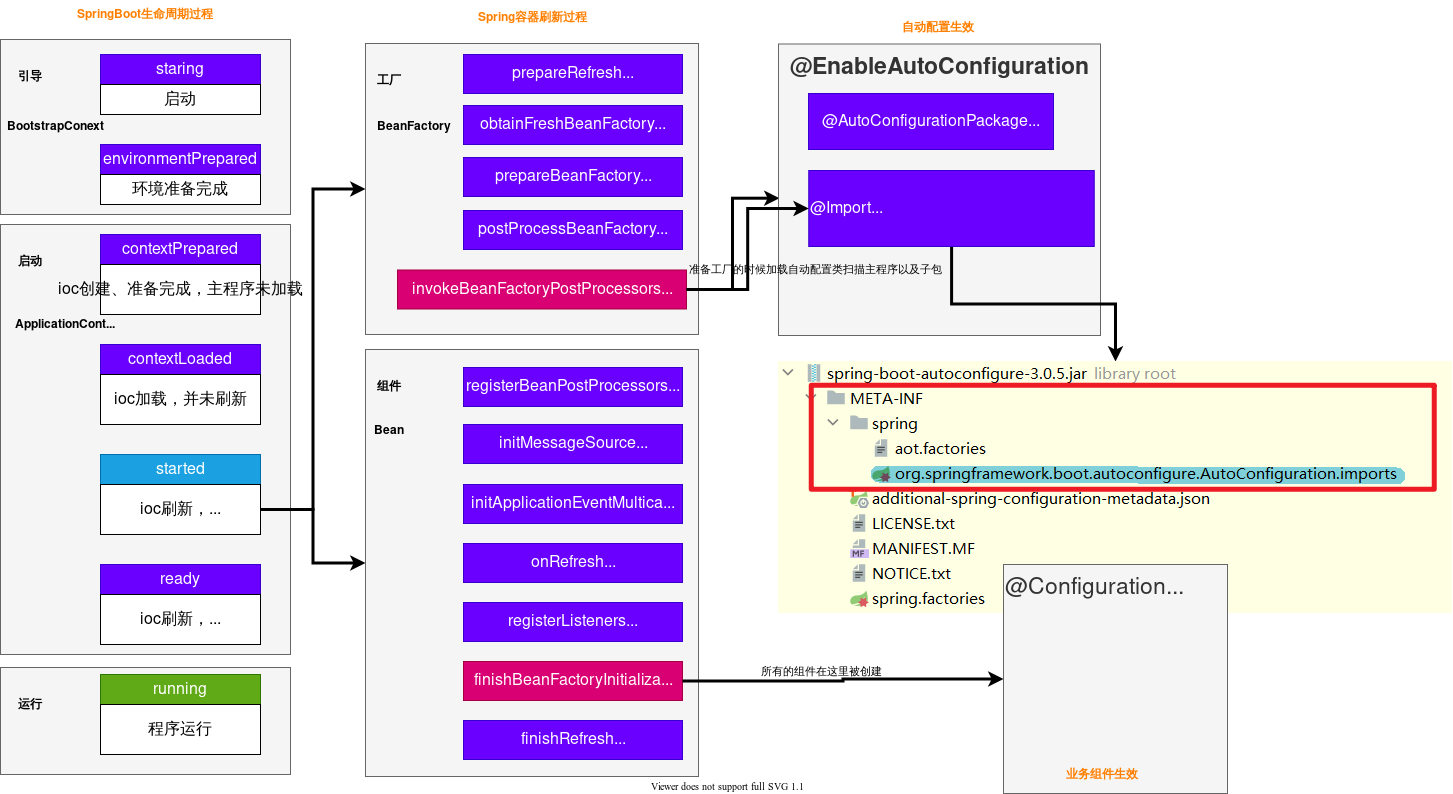 SpringBoot生命周期过程
引导
staring
启动
BootstrapConext
environmentPrepared
环境准备完成
启动
contextPrepared
ioc创建、准备完成，主程序未加载
ApplicationCont...
contextLoaded
ioc加载，并未刷新
started
ioc刷新，...
ready
ioc刷新，...
运行
running
程序运行
Spring容器刷新过程
工厂
prepareRefresh...
BeanFactory
obtainFreshBeanFactory...
prepareBeanFactory...
postProcessBeanFactory...
invokeBeanFactoryPostProcessors...
组件
registerBeanPostProcessors...
Bean
initMessageSource...
initApplicationEventMultica...
onRefresh...
registerListeners...
finishBeanFactoryInitializa...
finishRefresh...
自动配置生效
@EnableAutoConfiguration
@AutoConfigurationPackage...
@Import...
准备工厂的时候加载自动配置类扫描主程序以及子包
spring-boot-autoconfigure-3.0.5.jar library root
META-INF
spring
aot.factories
org.springframework.boot.autoconfigure.AutoConfiguration.imports
additional-spring-configuration-metadata.json
LICENSE.txt
MF MANIFEST.MF
NOTICE.txt
spring.factories
@Configuration...
所有的组件在这里被创建
业务组件生效
Viewer does not support full SVG 1.1